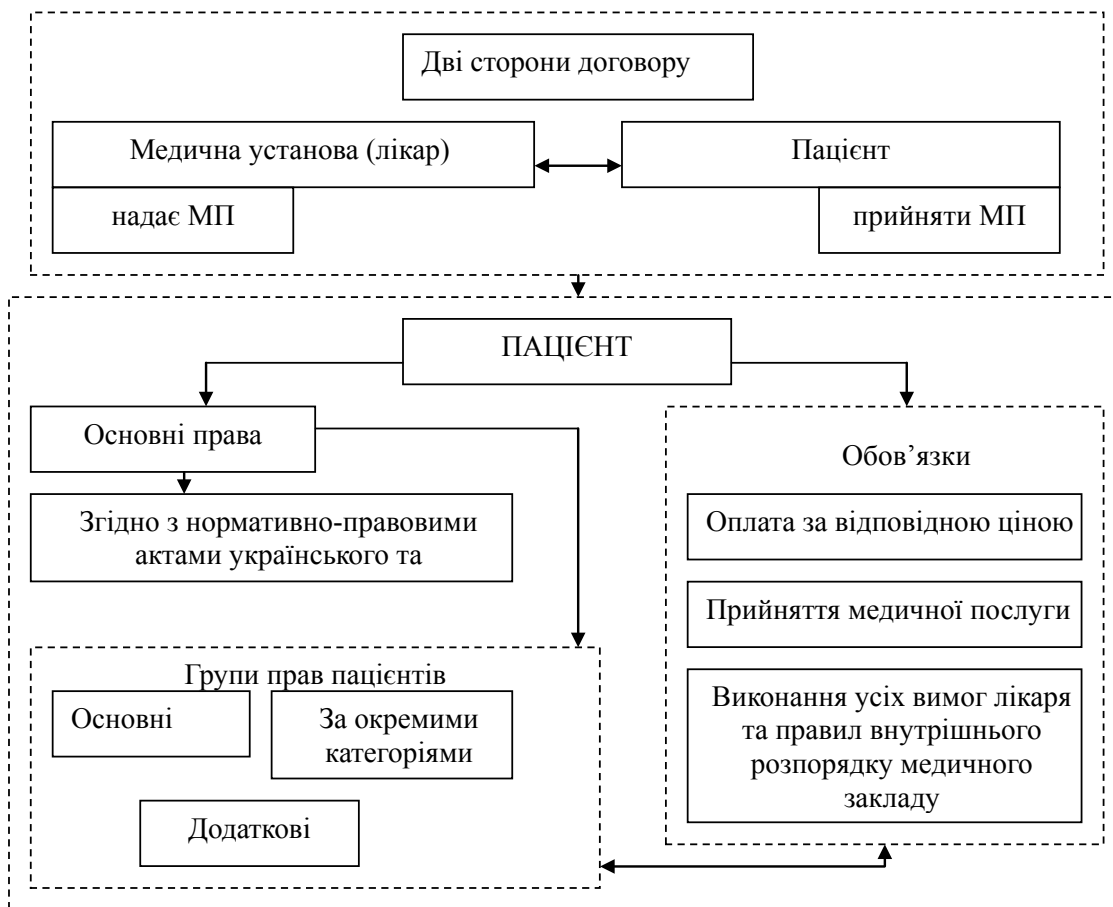 Дві сторони договору
Медична установа (лікар)
Пацієнт
надає МП
прийняти МП
ПАЦІЄНТ
Основні права
Згідно з нормативно-правовими
актами українського та
Групи прав пацієнтів
Основні
За окремими
категоріями
Додаткові
Обов’язки
Оплата за відповідною ціною
Прийняття медичної послуги
Виконання усіх вимог лікаря
та правил внутрішнього
розпорядку медичного
закладу